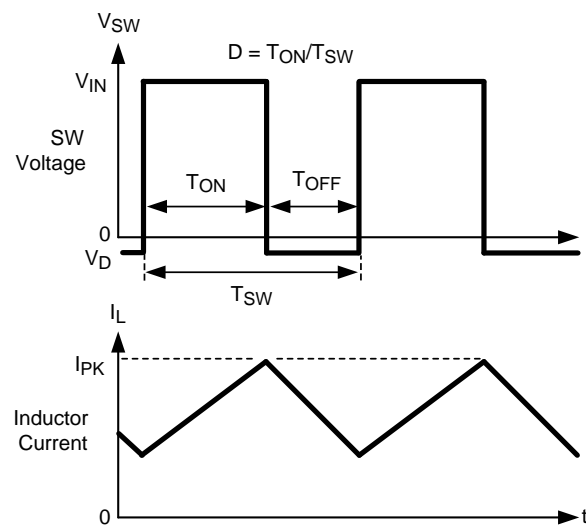 VSW
D = TON/TSW
VIN
SW
Voltage
TON
TOFF
0
VD
TSW
IL
IPK
Inductor
Current
0
t